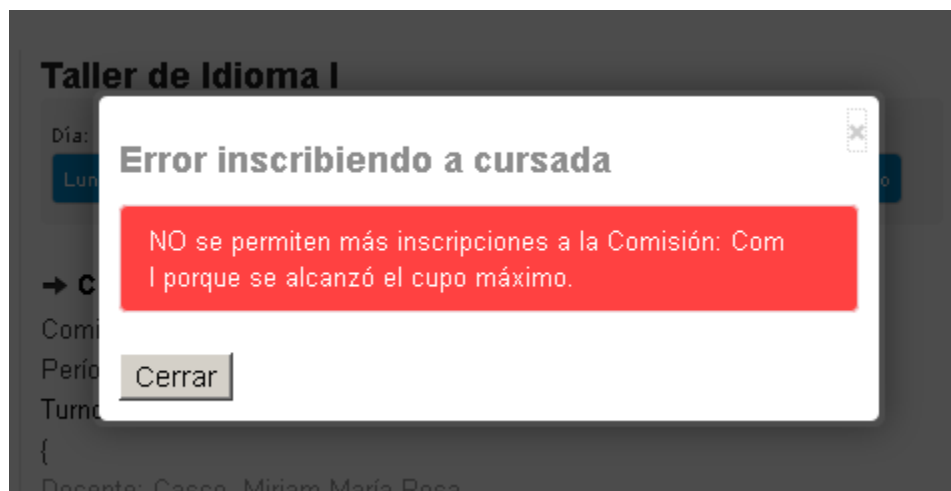 Taller de Idioma I
Día:
Lun
Error inscribiendo a cursada
×
NO se permiten más inscripciones a la Comisión: Com
I porque se alcanzó el cupo máximo.
o
➔ C
Comi
Perío
Turno
Cerrar
{
Docente: Casso, Miriam María Rosa